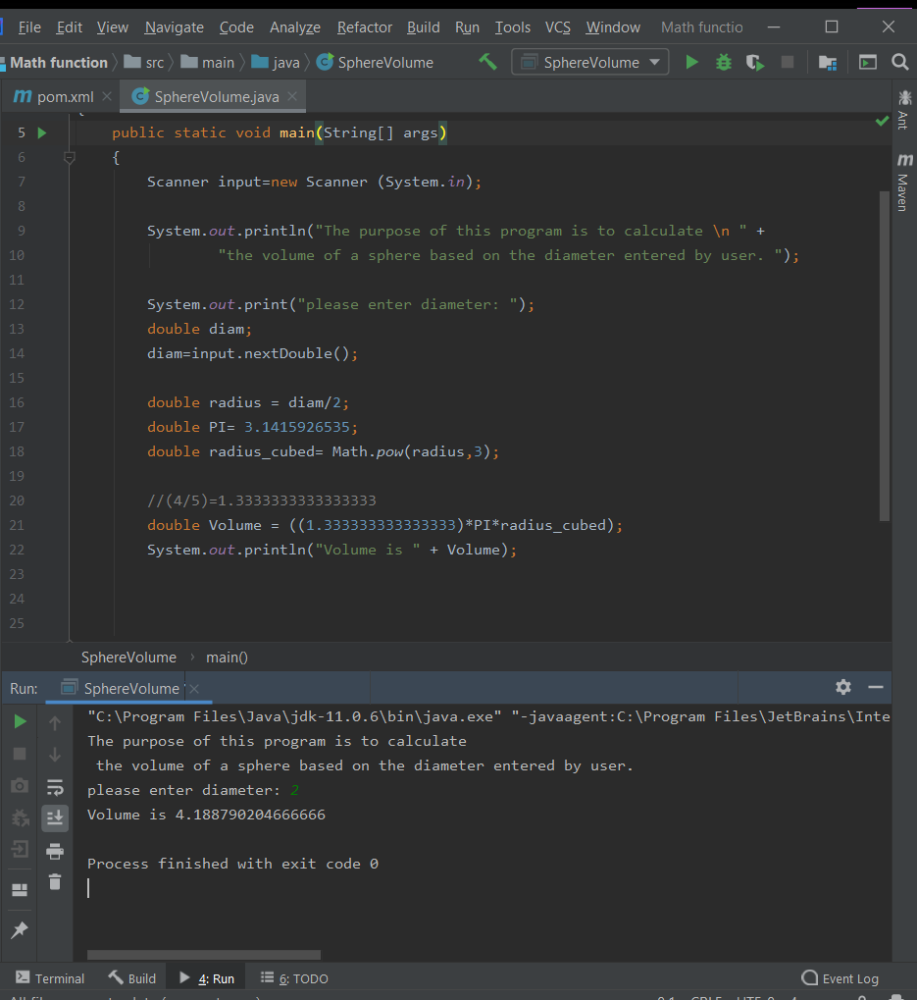 File Edit View Navigate Code Analyze Refactor Build Run Tools VCS Window Math functio
Math function src main java SphereVolume SphereVolume
m pom.xml SphereVolume.java
5 public static void main(String[] args)
6 {
7 Scanner input=new Scanner (System.in);
8
9 System.out.println("The purpose of this program is to calculate \n " +
10 "the volume of a sphere based on the diameter entered by user. ");
11
12 System.out.print("please enter diameter: ");
13 double diam;
14 diam=input.nextDouble();
15
16 double radius = diam/2;
17 double PI= 3.1415926535;
18 double radius_cubed= Math.pow(radius,3);
19
20 //(4/5)=1.3333333333333333
21 double Volume = ((1.333333333333333)*PI*radius_cubed);
22 System.out.println("Volume is " + Volume);
23
24
25
Ant
m Maven
SphereVolume › main()
Run: SphereVolume
"C:\Program Files\Java\jdk-11.0.6\bin\java.exe" "-javaagent:C:\Program Files\JetBrains\Inte
The purpose of this program is to calculate
the volume of a sphere based on the diameter entered by user.
please enter diameter: 2
Volume is 4.188790204666666
Process finished with exit code 0
Terminal Build 4: Run 6: TODO Event Log